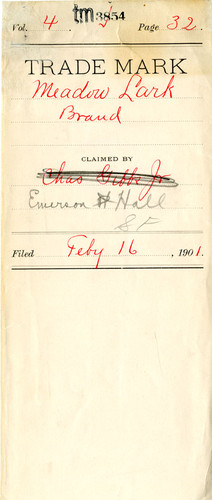 tm 3854
Vol. 4 Page 32
TRADE MARK
Meadow Lark
Brand
CLAIMED BY
Chas Gibbs Jr
Emerson H Hall
S F
Filed Feby 16, 1901.